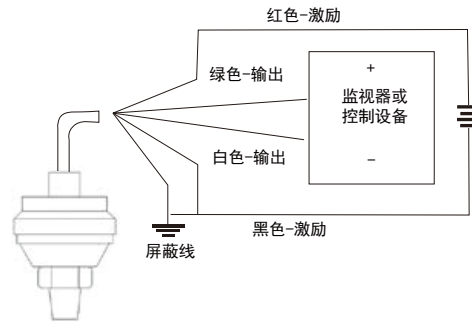 红色-激励
绿色-输出
+
监视器或
控制设备
白色-输出
-
黑色-激励
屏蔽线